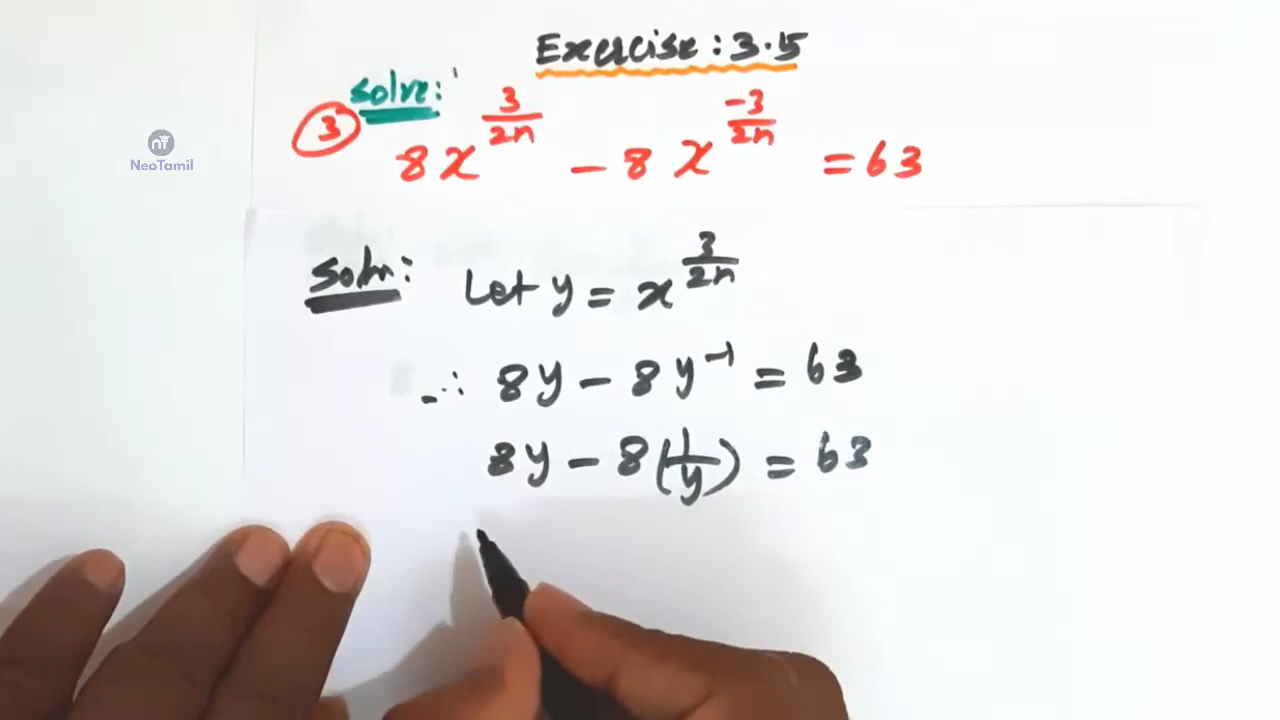 Exercise: 3.5
Solve:
③ 8x^(3/2n) - 8x^(-3/2n) = 63
NeoTamil
Soln: Let y = x^(3/2n)
∴ 8y - 8y^-1 = 63
8y - 8(1/y) = 63